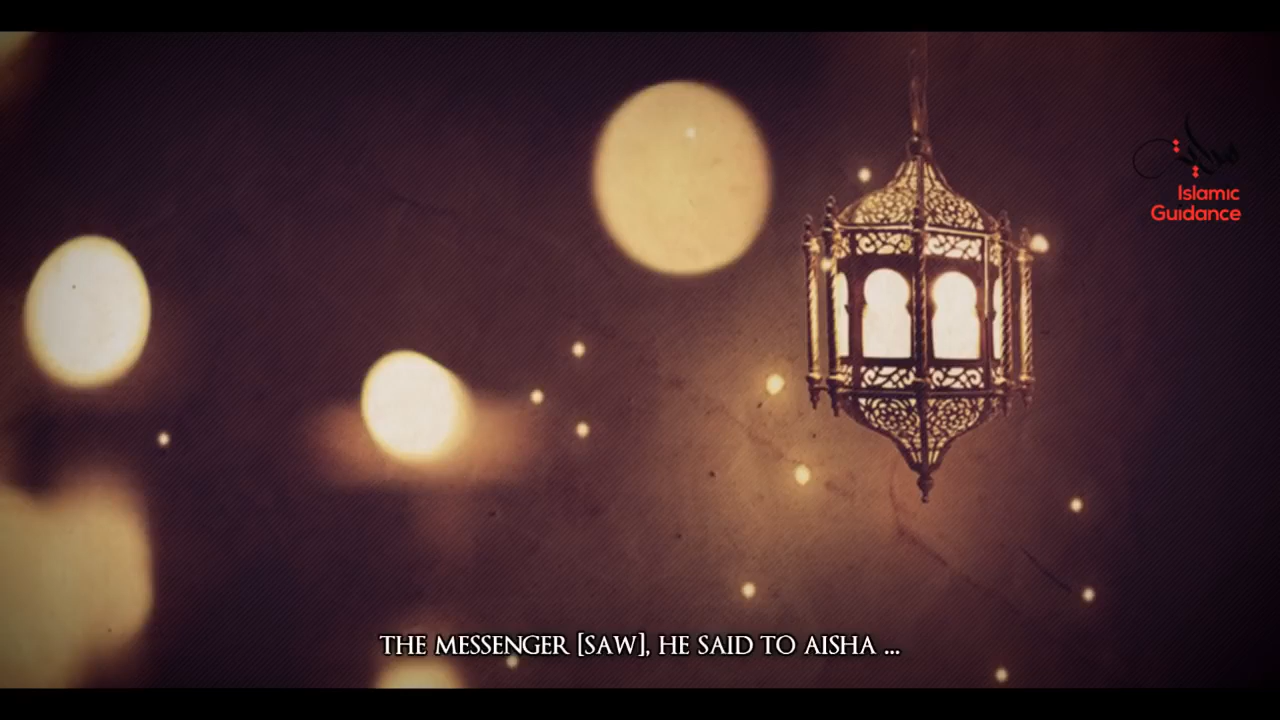 Islamic
Guidance
THE MESSENGER [SAW], HE SAID TO AISHA ...